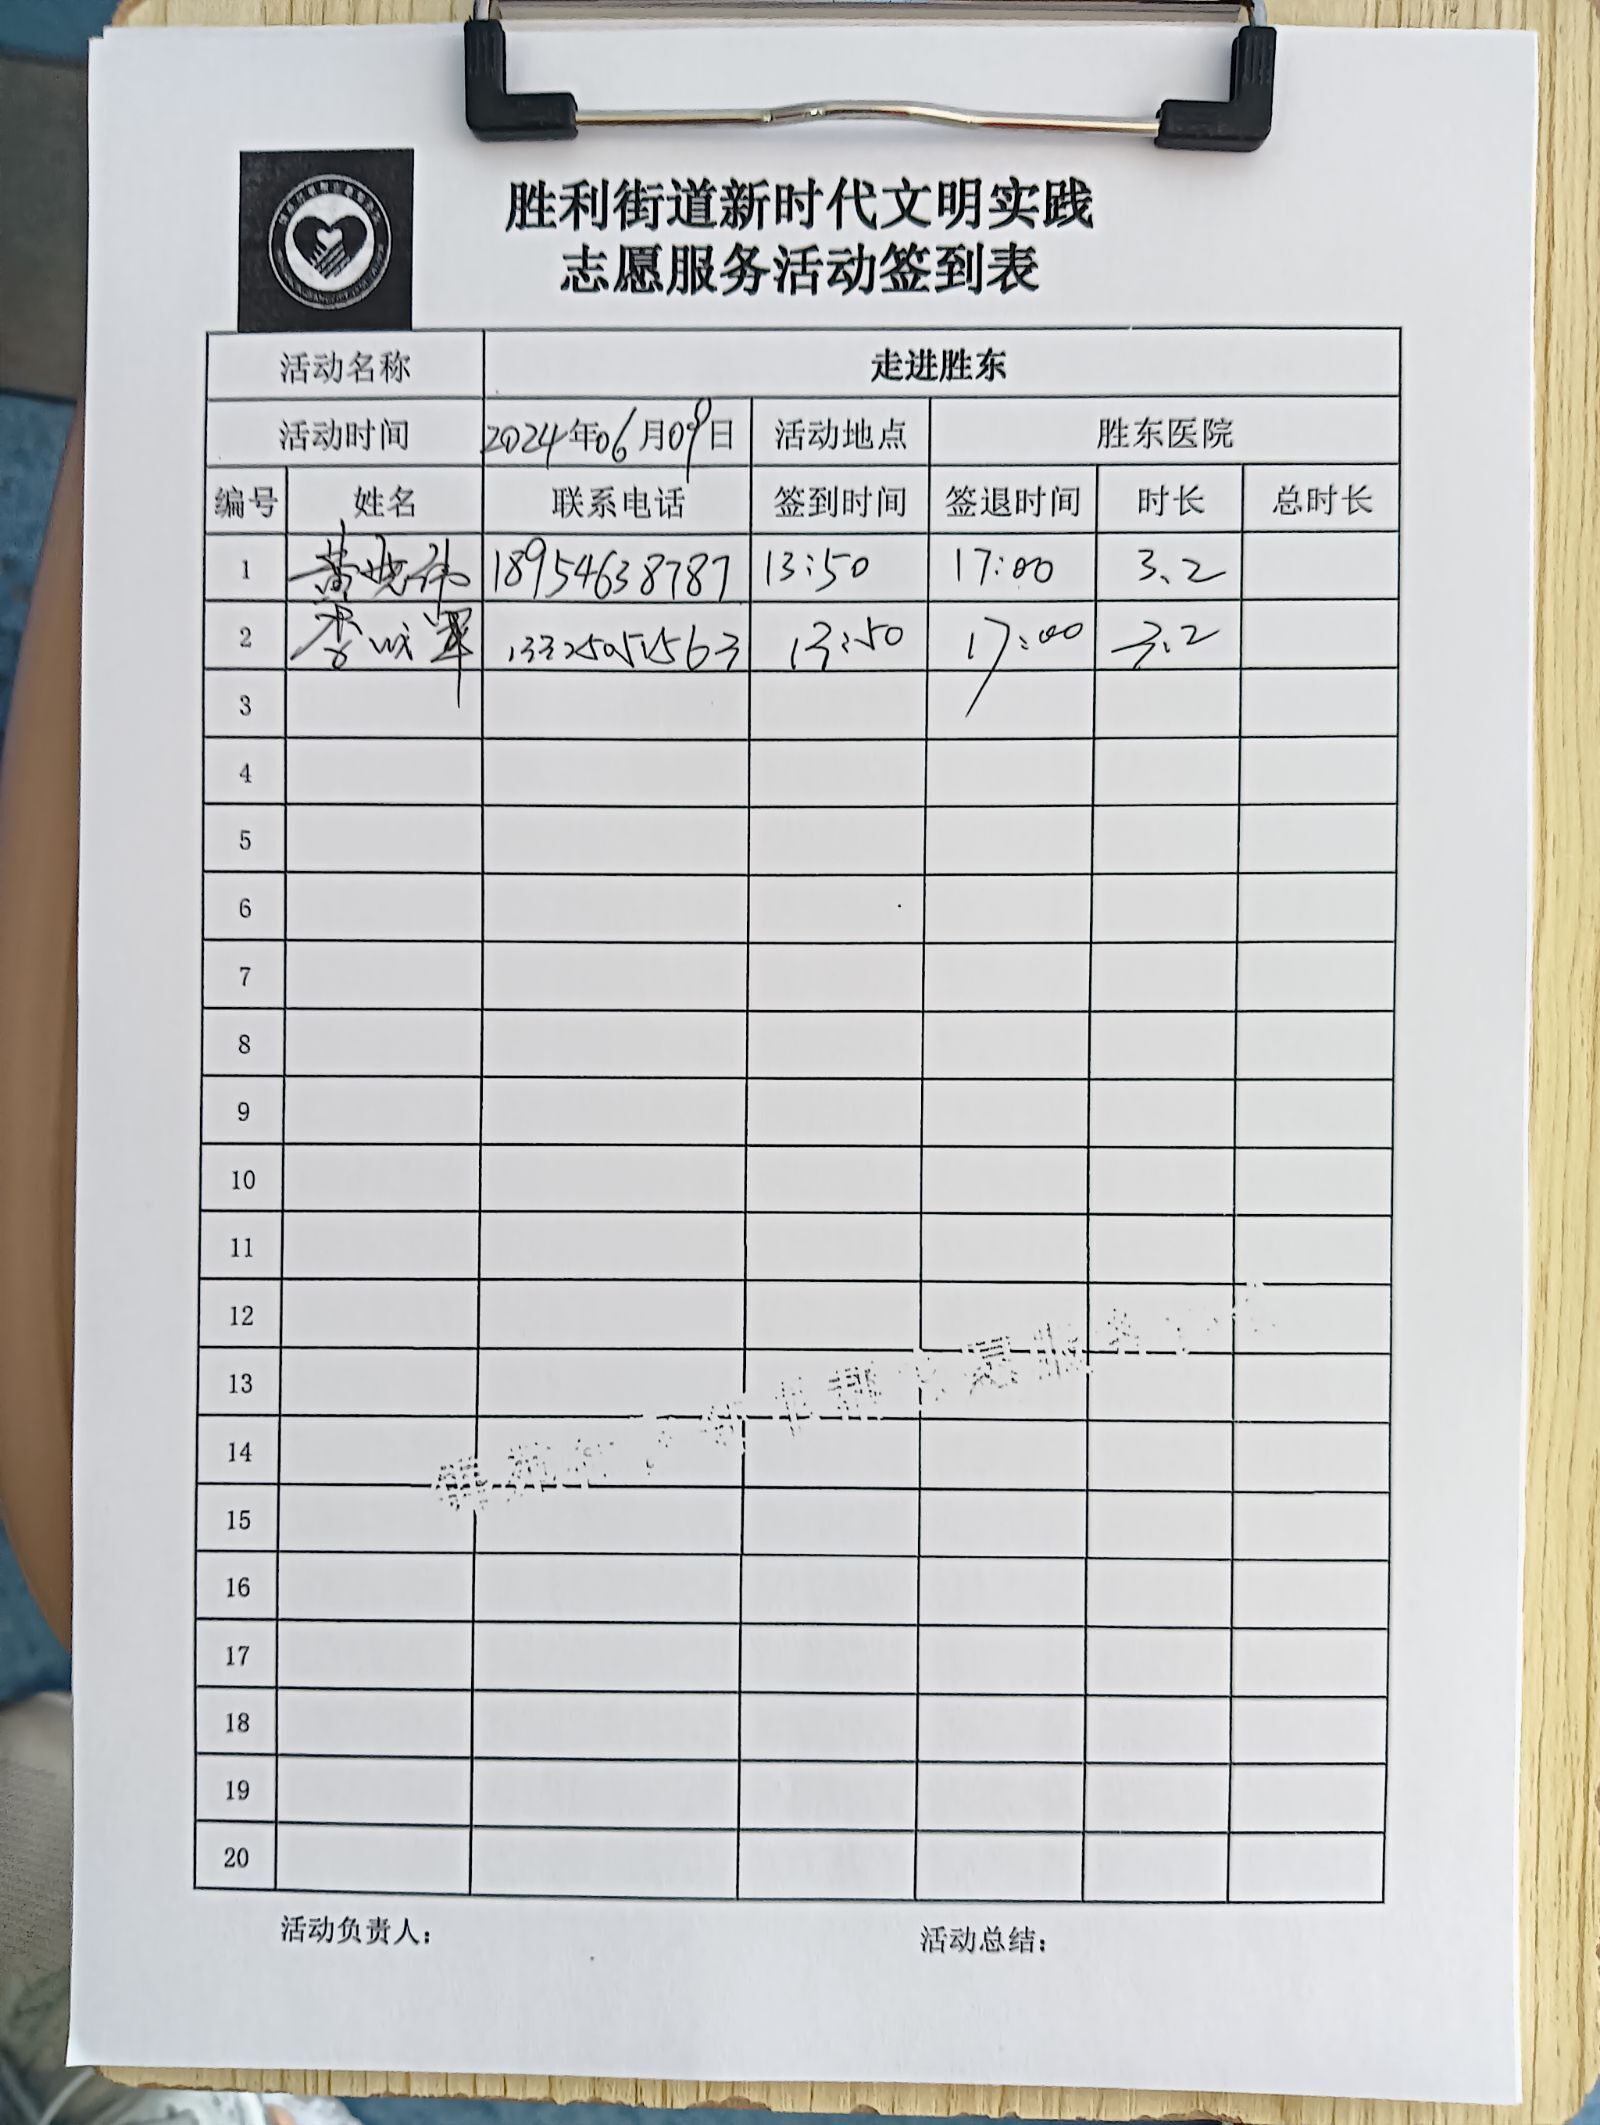 胜利街道新时代文明实践
志愿服务活动签到表
活动名称 走进胜东
活动时间 2024年06月09日 活动地点 胜东医院
编号 姓名 联系电话 签到时间 签退时间 时长 总时长
1 黄晓伟 18954638787 13:50 17:00 3.2
2 李成军 13:50 17:00 3.2
3
4
5
6
7
8
9
10
11
12
13
14
15
16
17
18
19
20
活动负责人： 活动总结：